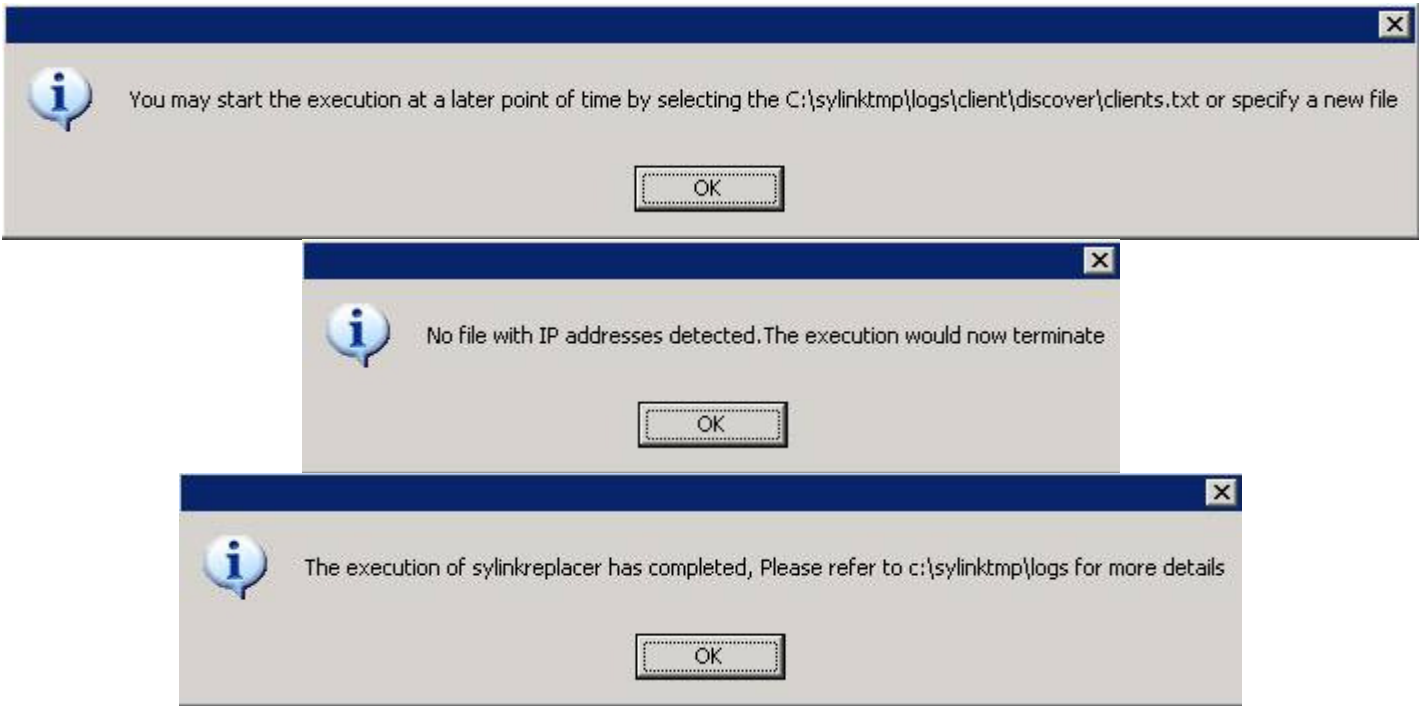 You may start the execution at a later point of time by selecting the C:\sylinktmp\logs\client\discover\clients.txt or specify a new file
OK
No file with IP addresses detected.The execution would now terminate
OK
The execution of sylinkreplacer has completed, Please refer to c:\sylinktmp\logs for more details
OK